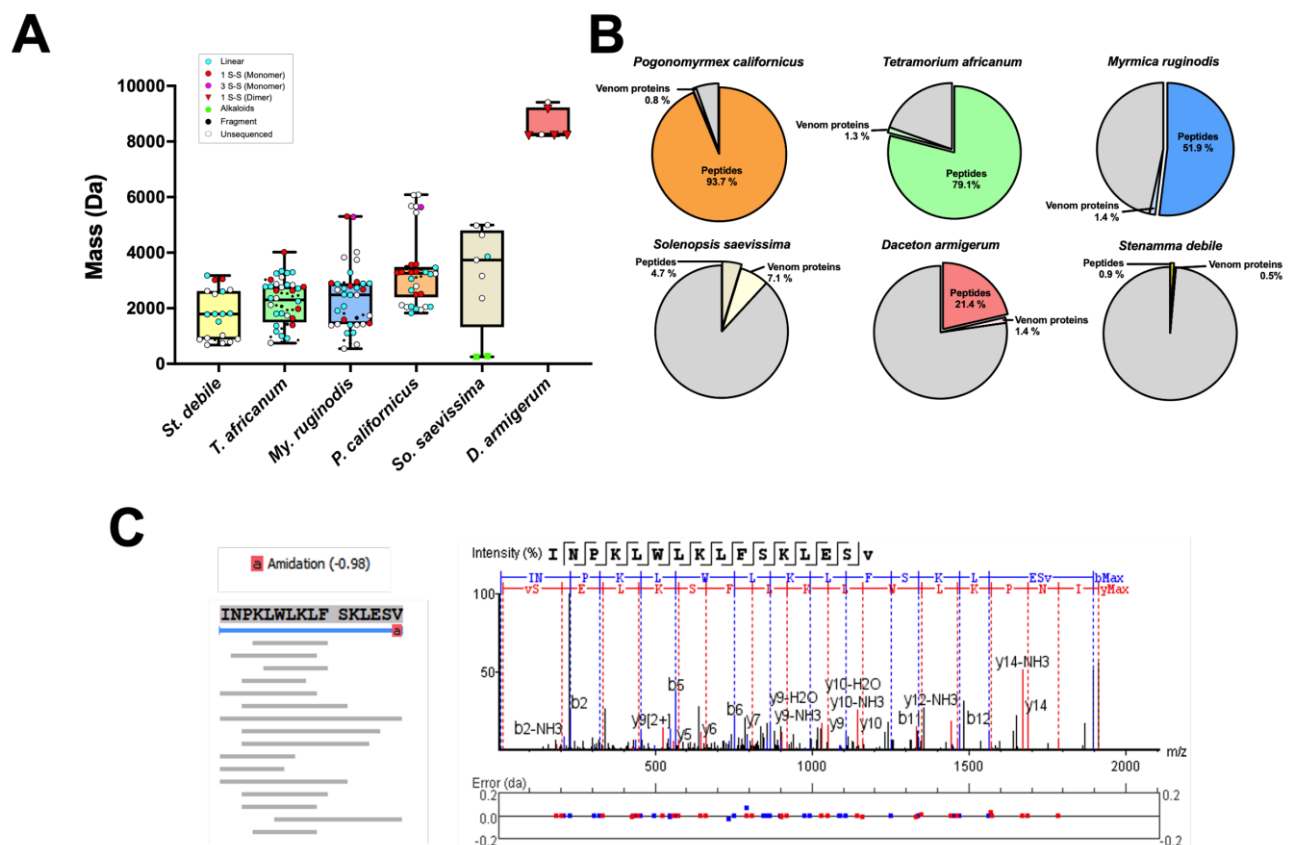 A
Linear
1 S-S (Monomer)
3 S-S (Monomer)
1 S-S (Dimer)
Alkaloids
Fragment
Unsequenced
Mass (Da)
10000
8000
6000
4000
2000
0
St. debile
T. africanum
My. ruginodis
P. californicus
So. saevissima
D. armigerum
B
Pogonomyrmex californicus
Venom proteins
0.8 %
Peptides
93.7 %
Tetramorium africanum
Venom proteins
1.3 %
Peptides
79.1%
Myrmica ruginodis
Peptides
51.9 %
Venom proteins
1.4 %
Solenopsis saevissima
Peptides
4.7 %
Venom proteins
7.1 %
Daceton armigerum
Peptides
21.4 %
Venom proteins
1.4 %
Stenamma debile
Peptides
0.9 %
Venom proteins
0.5%
C
a Amidation (-0.98)
INPKLWLKLF SKLESV
a
Intensity (%) I N P K L W L K L F S K L E S v
IN P K L W L K L F S K L ESv bMax
vS E L K S F L K L W L K P N I yMax
100
50
b2-NH3
b2
y9[2+]
b5
y5
y6
b6
y7
y9-H2O
y9-NH3
y10-H2O
y10-NH3
y9
y10
y12-NH3
b11
b12
y14-NH3
y14
m/z
500
1000
1500
2000
Error (da)
0.2
0.0
-0.2
0.2
0.0
-0.2